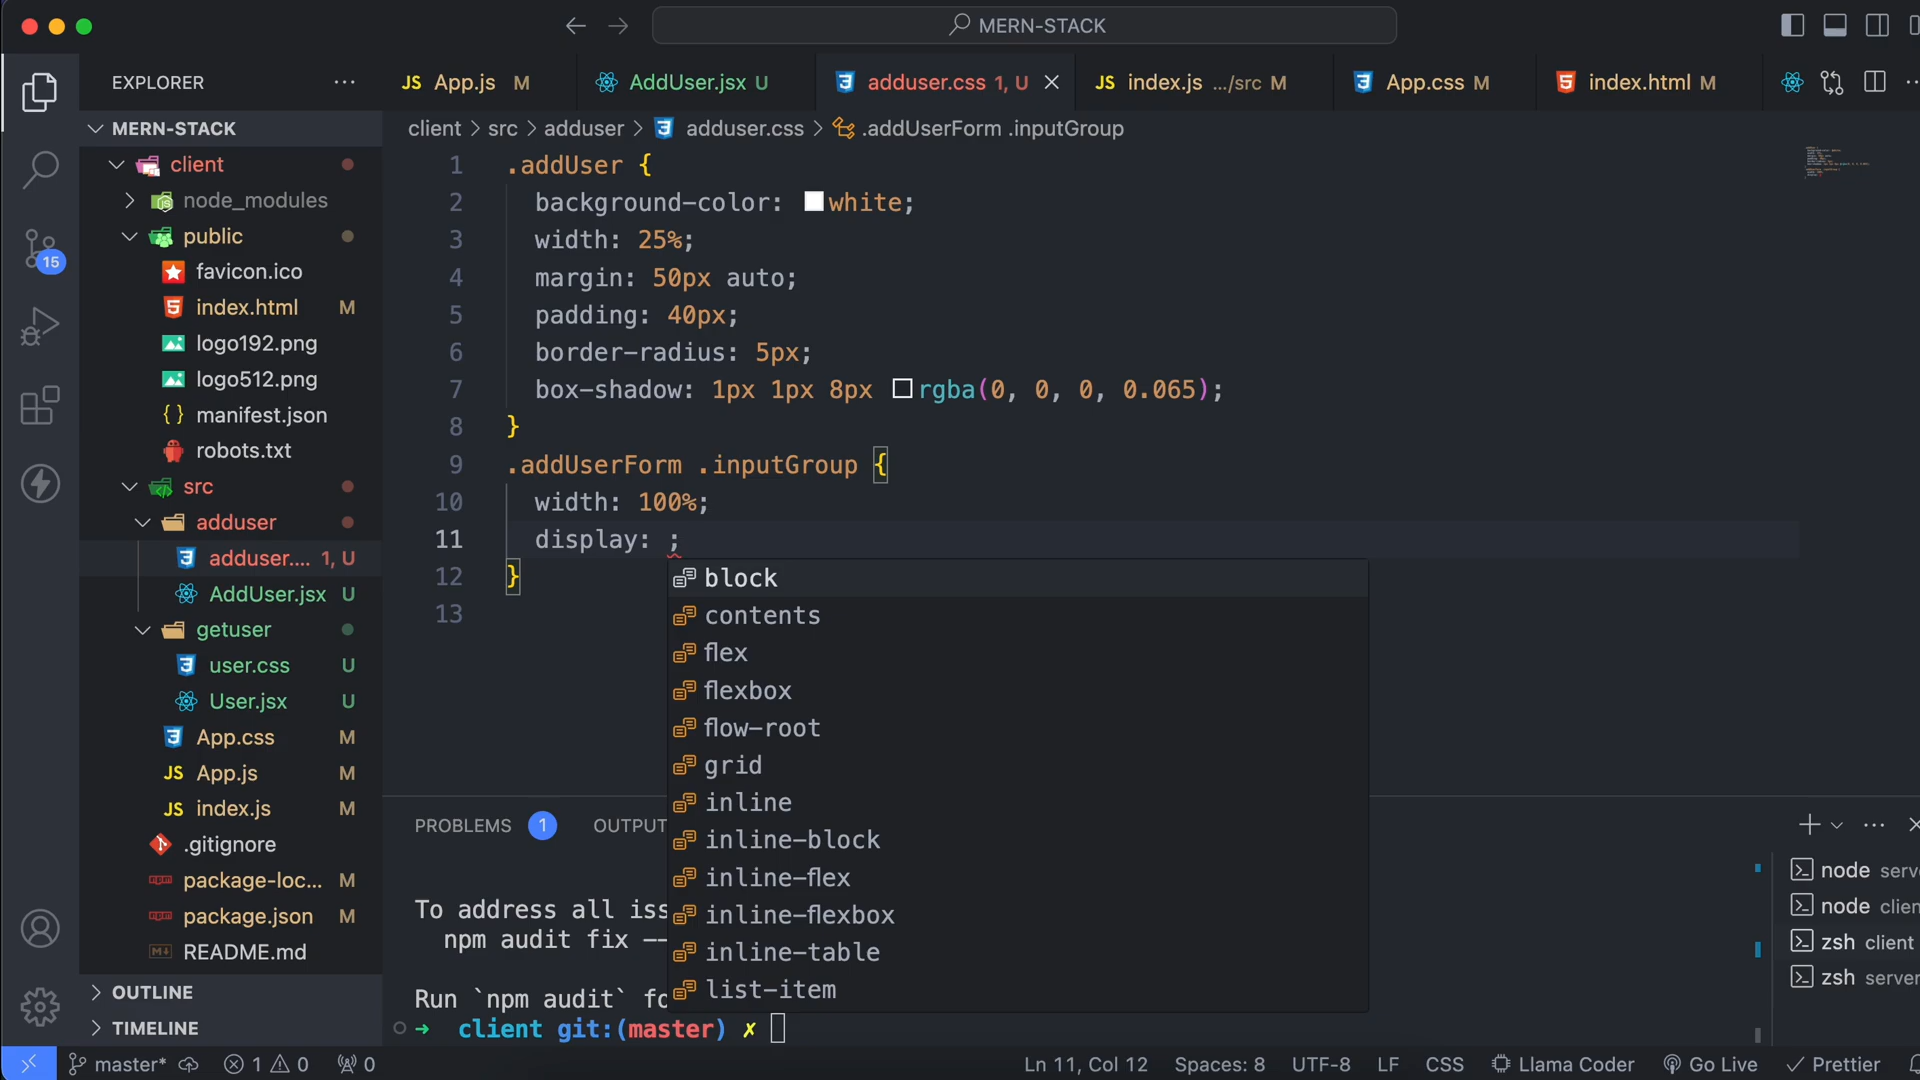 MERN-STACK
EXPLORER
JS App.js M
AddUser.jsx U
adduser.css 1, U
JS index.js .../src M
App.css M
index.html M
MERN-STACK
client
node_modules
public
favicon.ico
index.html M
logo192.png
logo512.png
manifest.json
robots.txt
src
adduser
adduser.... 1, U
AddUser.jsx U
getuser
user.css U
User.jsx U
App.css M
JS App.js M
JS index.js M
.gitignore
package-loc... M
package.json M
README.md
OUTLINE
TIMELINE
15
client > src > adduser > adduser.css > .addUserForm .inputGroup
1 .addUser {
2 background-color: white;
3 width: 25%;
4 margin: 50px auto;
5 padding: 40px;
6 border-radius: 5px;
7 box-shadow: 1px 1px 8px rgba(0, 0, 0, 0.065);
8 }
9 .addUserForm .inputGroup {
10 width: 100%;
11 display: ;
12 }
13
block
contents
flex
flexbox
flow-root
grid
inline
inline-block
inline-flex
inline-flexbox
inline-table
list-item
PROBLEMS 1 OUTPUT
To address all iss
npm audit fix --
Run `npm audit` fo
→ client git:(master) ✗
node serv
node clien
zsh client
zsh server
master* 1 0 0
Ln 11, Col 12 Spaces: 8 UTF-8 LF CSS Llama Coder Go Live Prettier